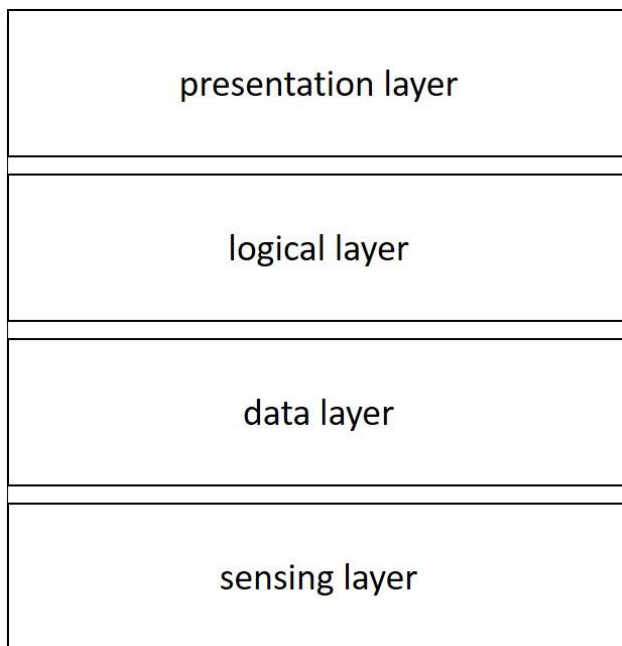 presentation layer
logical layer
data layer
sensing layer